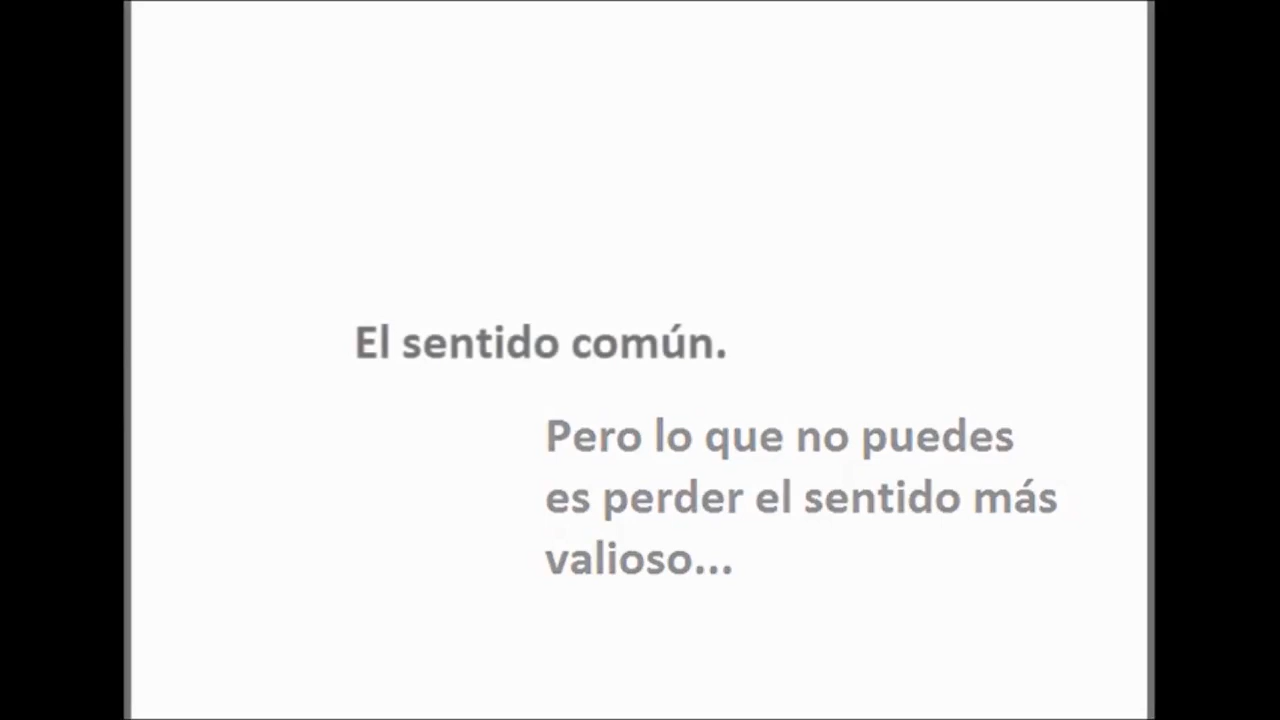 El sentido común.
Pero lo que no puedes
es perder el sentido más
valioso...